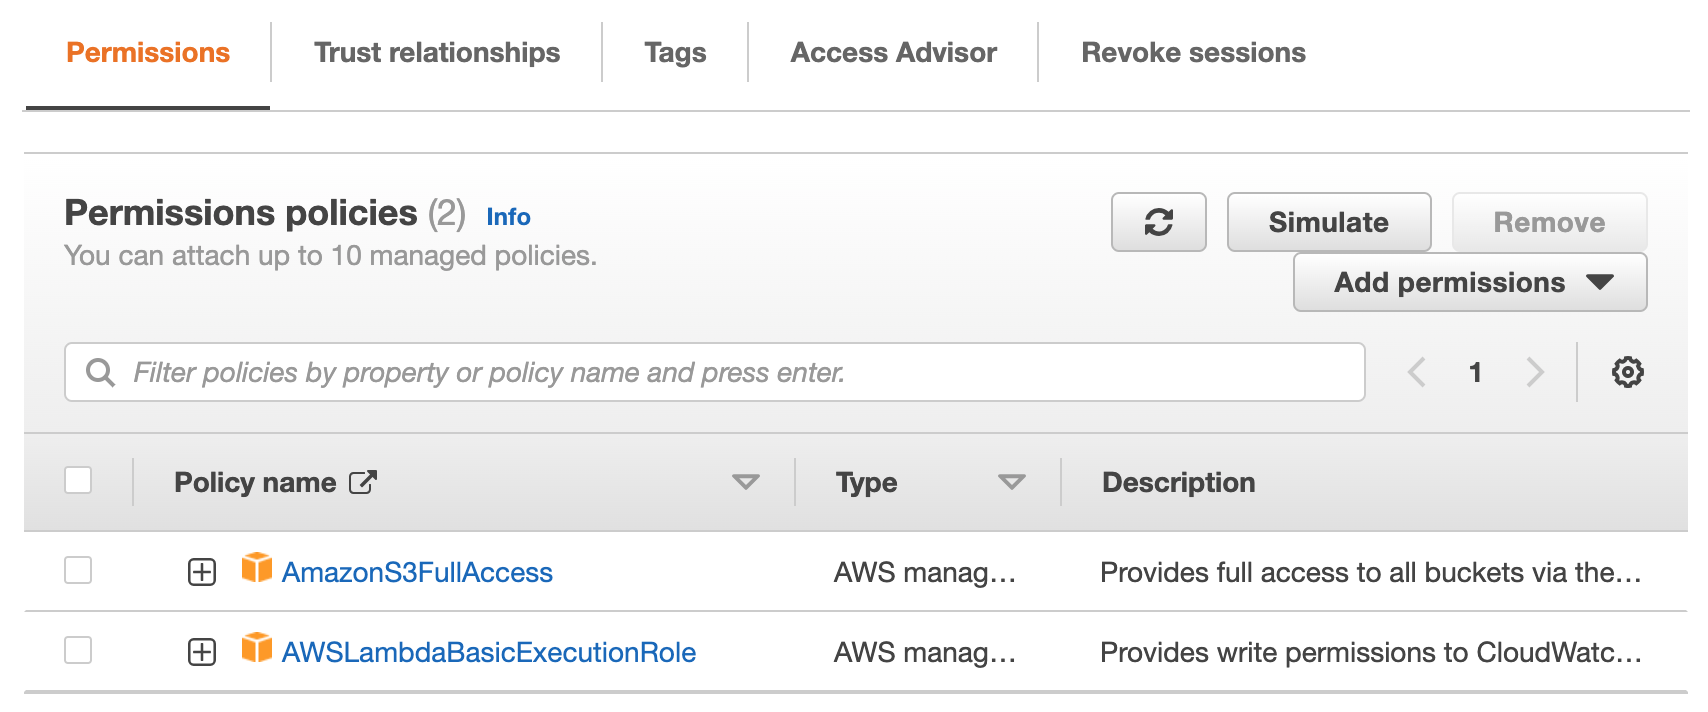 Permissions Trust relationships Tags Access Advisor Revoke sessions
Permissions policies (2) Info
You can attach up to 10 managed policies.
Simulate Remove
Add permissions
Filter policies by property or policy name and press enter.
1
Policy name Type Description
AmazonS3FullAccess AWS manag... Provides full access to all buckets via the...
AWSLambdaBasicExecutionRole AWS manag... Provides write permissions to CloudWatc...